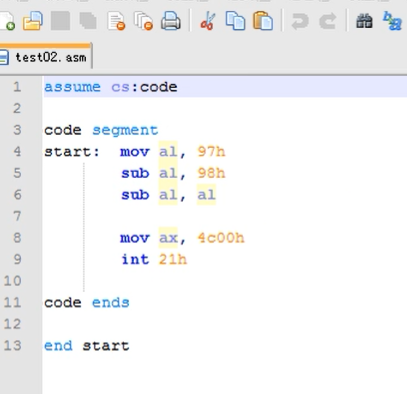 test02.asm
1 assume cs:code
2
3 code segment
4 start: mov al, 97h
5 sub al, 98h
6 sub al, al
7
8 mov ax, 4c00h
9 int 21h
10
11 code ends
12
13 end start